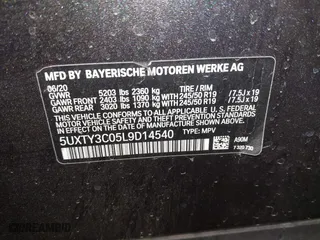 MFD BY BAYERISCHE MOTOREN WERKE AG
06/20
GVWR 5203 lbs 2360 kg
GAWR FRONT 2403 lbs 1090 kg WITH 245/50 R19 / 7.5J x 19
GAWR REAR 3020 lbs 1370 kg WITH 245/50 R19 / 7.5J x 19
THIS VEHICLE CONFORMS TO ALL APPLICABLE U.S. FEDERAL
MOTOR VEHICLE SAFETY, BUMPER, AND THEFT PREVENTION STANDARDS
IN EFFECT ON THE DATE OF MANUFACTURE SHOWN ABOVE.
5UXTY3C05L9D14540 TYPE: MPV
A90M